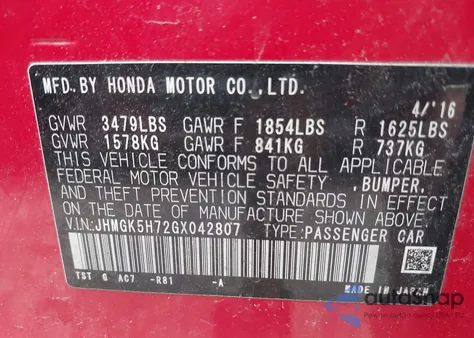 MFD. BY HONDA MOTOR CO.,LTD.
4/'16
GVWR 3479LBS GAWR F 1854LBS R 1625LBS
GVWR 1578KG GAWR F 841KG R 737KG
THIS VEHICLE CONFORMS TO ALL APPLICABLE
FEDERAL MOTOR VEHICLE SAFETY, BUMPER,
AND THEFT PREVENTION STANDARDS IN EFFECT
ON THE DATE OF MANUFACTURE SHOWN ABOVE.
V.I.N:JHMGK5H72GX042807 TYPE:PASSENGER CAR
TST G AC7 -R81 -A
MADE IN JAPAN
autosnap